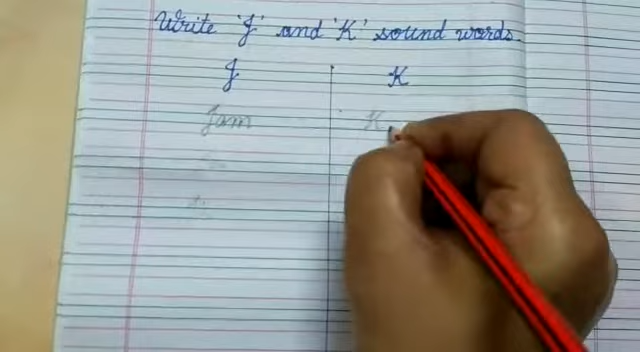 Write 'J' and 'K' sound words.
J K
Jam K